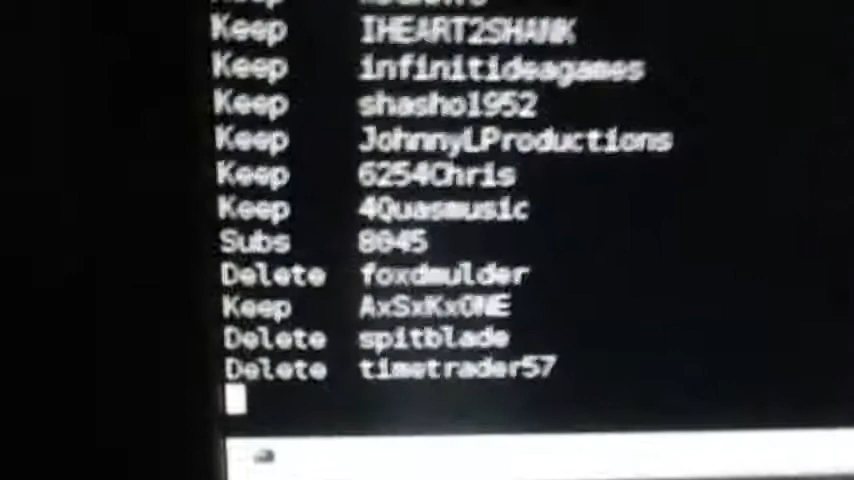 Keep
Keep IHEART2SHANK
Keep infinitideagames
Keep shasho1952
Keep JohnnyLProductions
Keep 6254Chris
Keep 4Quasmusic
Subs 8045
Delete foxdmulder
Keep AxSxKxONE
Delete spitblade
Delete timetrader57